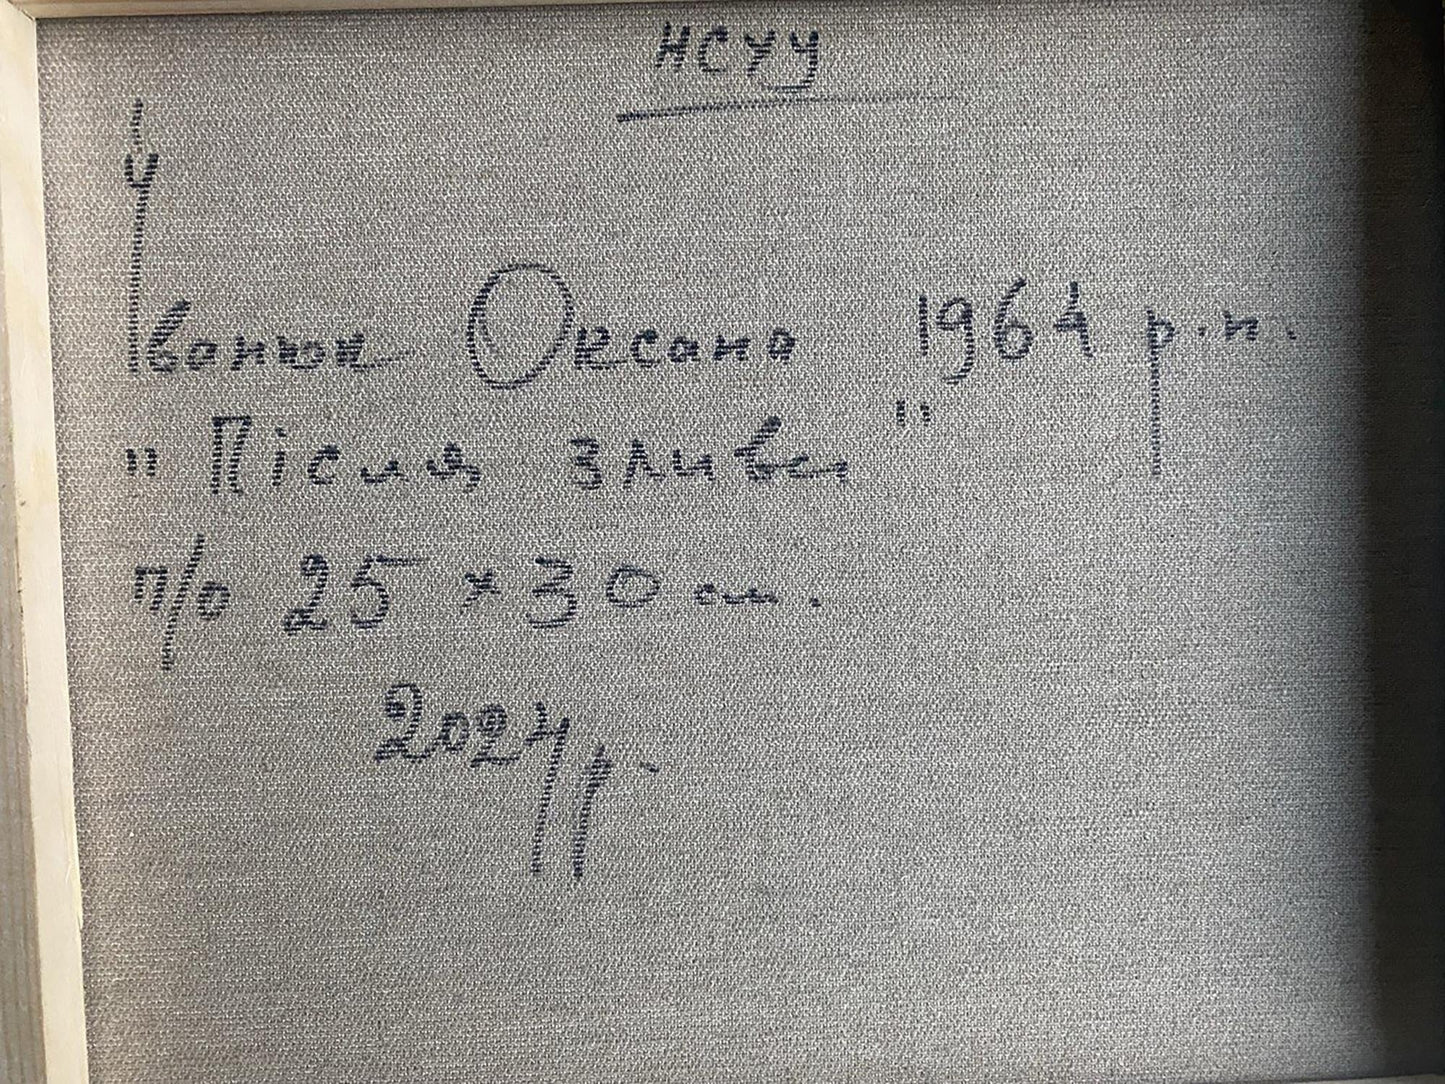 НСХУ
Іванюк Оксана 1964 р.н.
"Після зливи"
п/о 25 x 30 см.
2024 р.